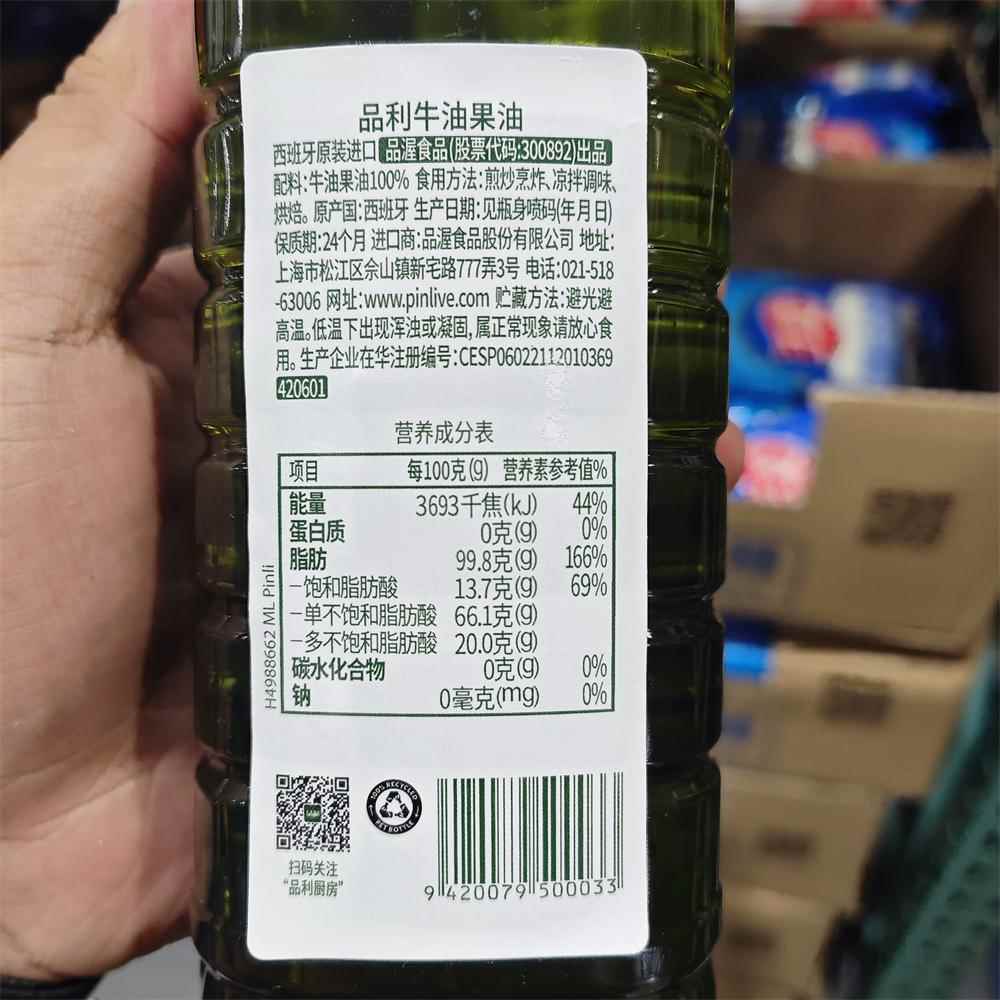 品利牛油果油
西班牙原装进口 品渥食品(股票代码:300892)出品
配料:牛油果油100% 食用方法:煎炒烹炸、凉拌调味、
烘焙。原产国:西班牙 生产日期:见瓶身喷码(年月日)
保质期:24个月 进口商:品渥食品股份有限公司 地址:
上海市松江区佘山镇新宅路777弄3号 电话:021-518
-63006 网址:www.pinlive.com 贮藏方法:避光避
高温。低温下出现浑浊或凝固,属正常现象请放心食
用。生产企业在华注册编号:CESP06022112010369
420601
营养成分表
项目 每100克(g) 营养素参考值%
能量 3693千焦(kJ) 44%
蛋白质 0克(g) 0%
脂肪 99.8克(g) 166%
-饱和脂肪酸 13.7克(g) 69%
-单不饱和脂肪酸 66.1克(g)
-多不饱和脂肪酸 20.0克(g)
碳水化合物 0克(g) 0%
钠 0毫克(mg) 0%
H4988662 ML Pinli
100% RECYCLED
PET BOTTLE
扫码关注
“品利厨房”
9 420079 500033